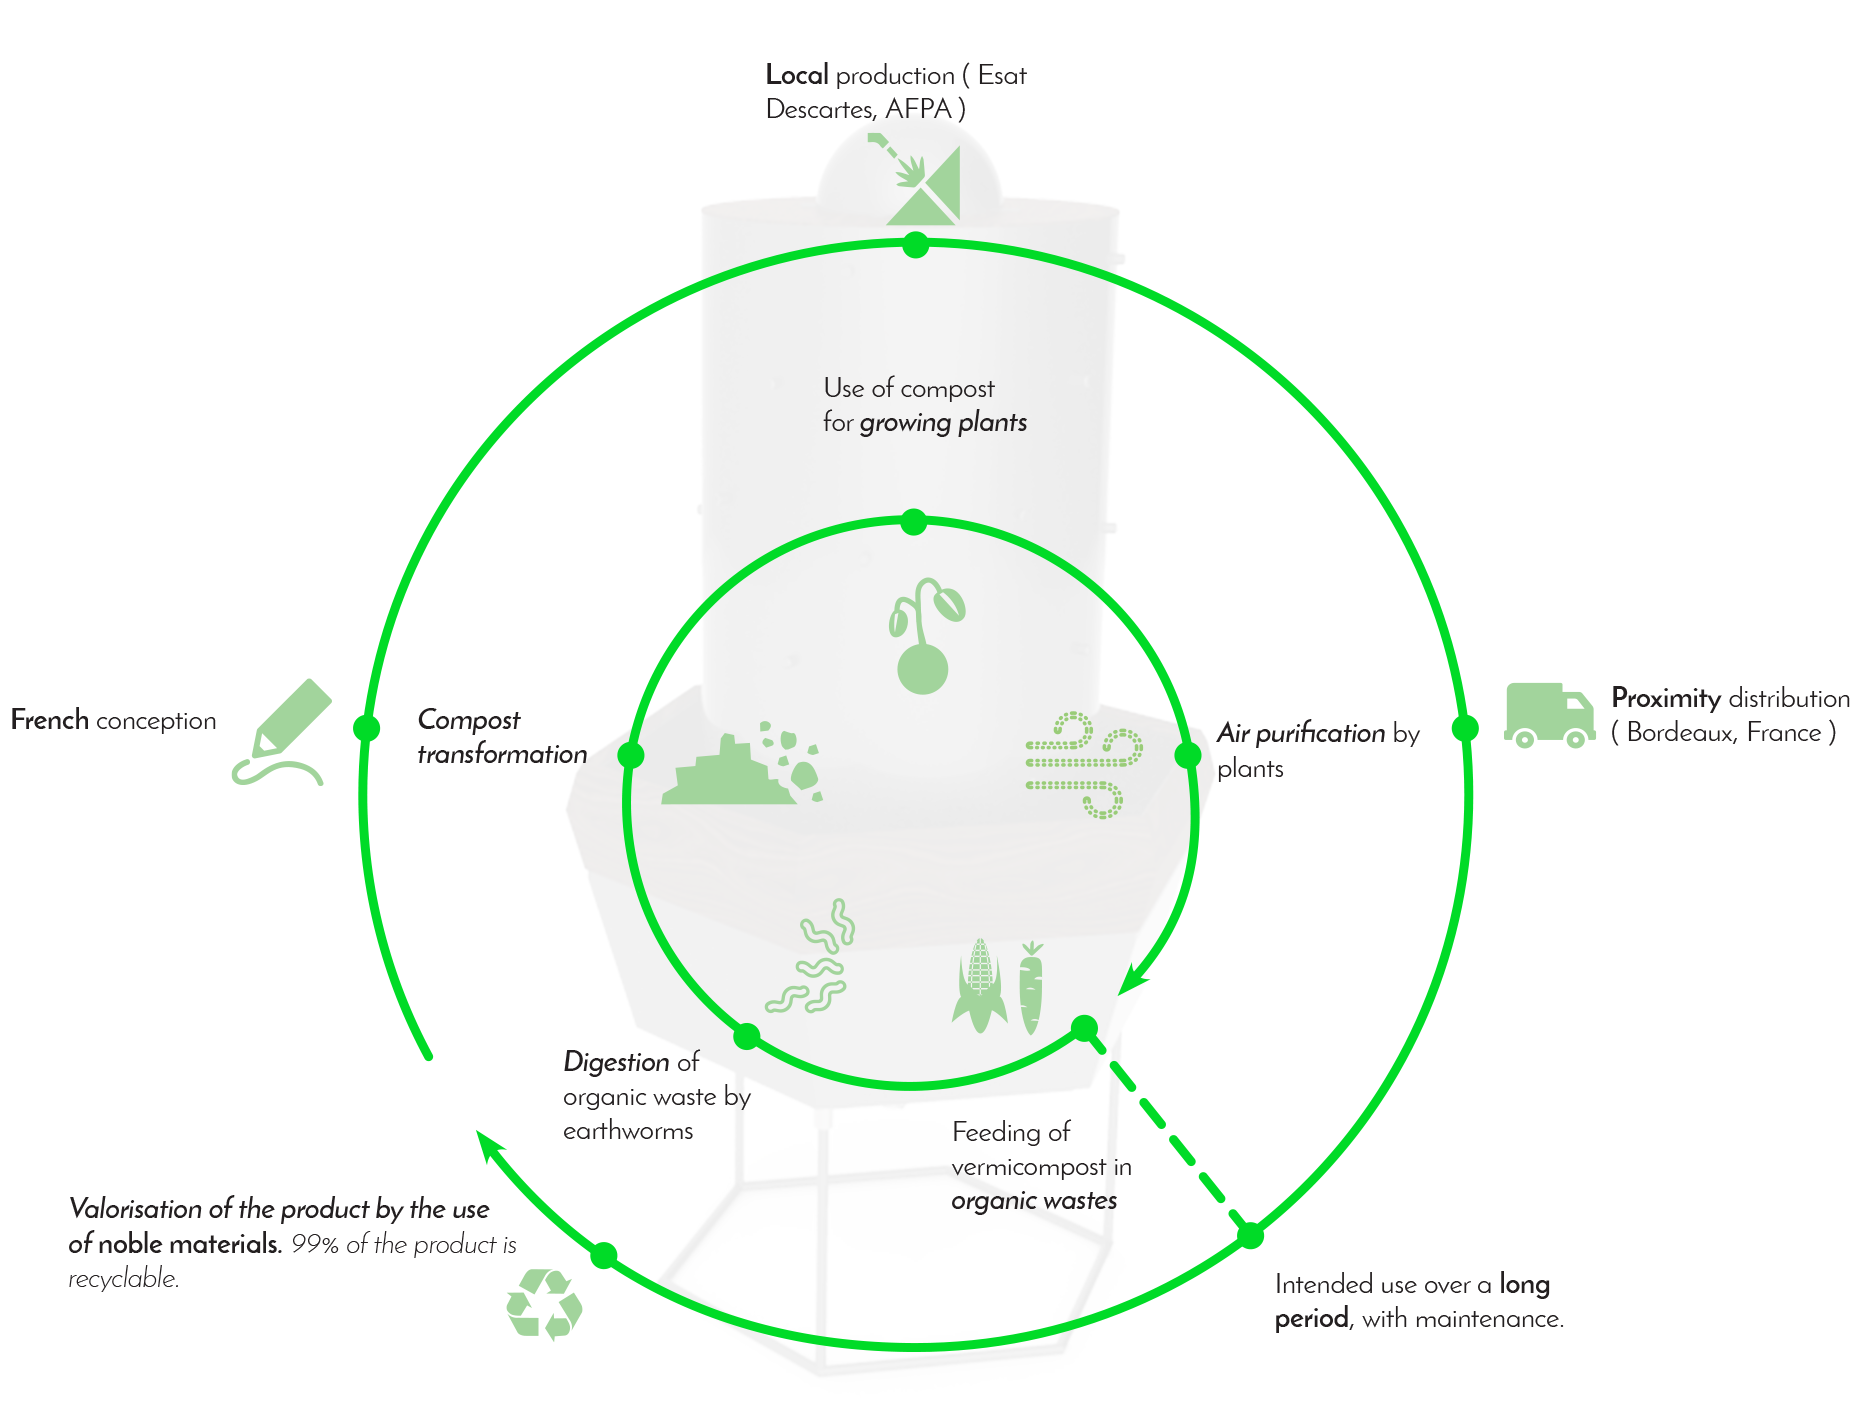 Local production ( Esat
Descartes, AFPA )
Use of compost
for growing plants
French conception
Compost
transformation
Air purification by
plants
Proximity distribution
( Bordeaux, France )
Digestion of
organic waste by
earthworms
Feeding of
vermicompost in
organic wastes
Valorisation of the product by the use
of noble materials. 99% of the product is
recyclable.
Intended use over a long
period, with maintenance.